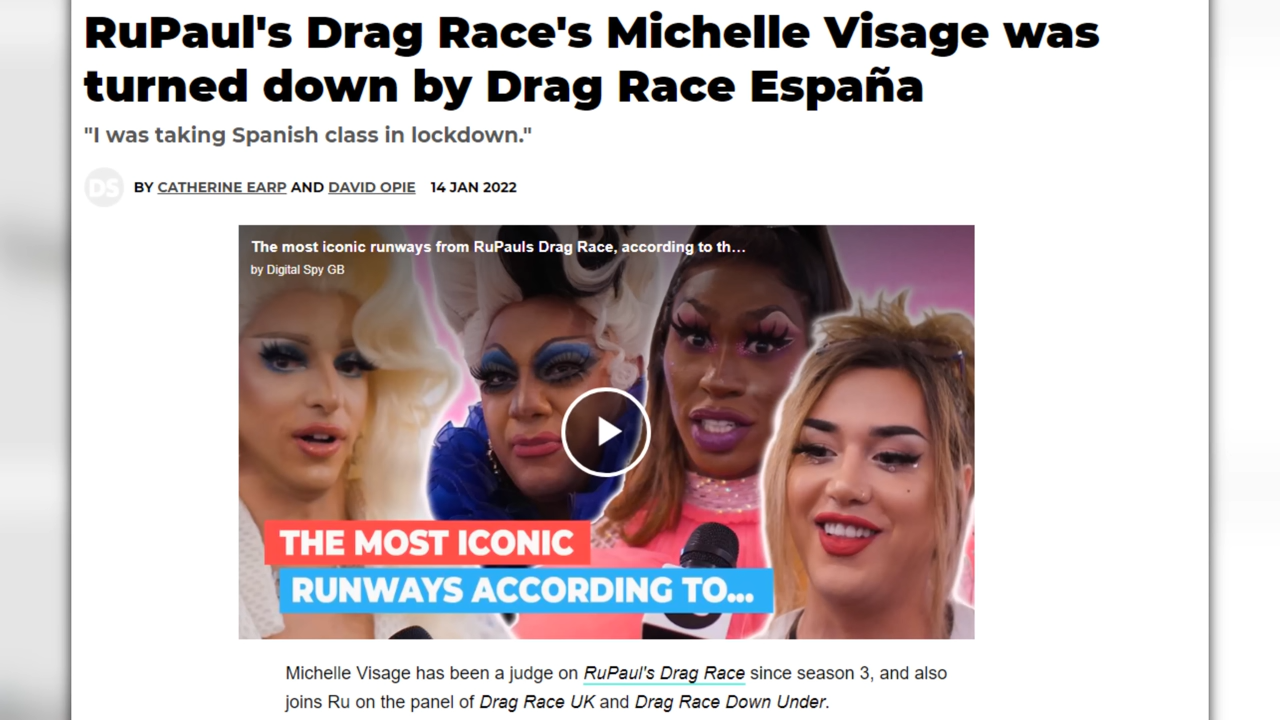 RuPaul's Drag Race's Michelle Visage was
turned down by Drag Race España
"I was taking Spanish class in lockdown."
DS
BY CATHERINE EARP AND DAVID OPIE 14 JAN 2022
The most iconic runways from RuPauls Drag Race, according to th...
by Digital Spy GB
THE MOST ICONIC
RUNWAYS ACCORDING TO...
Michelle Visage has been a judge on RuPaul's Drag Race since season 3, and also
joins Ru on the panel of Drag Race UK and Drag Race Down Under.